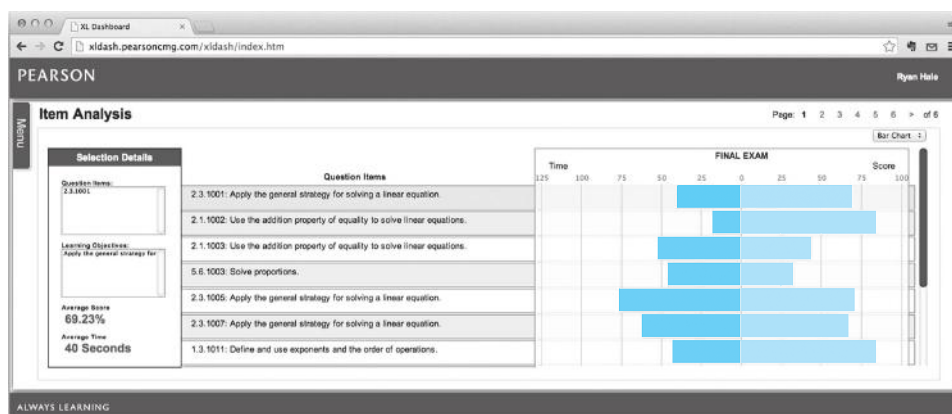 XL Dashboard
xldash.pearsoncmg.com/xldash/index.htm
PEARSON
Ryan Hale
Menu
Item Analysis
Page: 1 2 3 4 5 6 > of 6
Bar Chart
Selection Details
Question Items:
2.3.1001
Learning Objectives:
Apply the general strategy for
Average Score
69.23%
Average Time
40 Seconds
Question Items
2.3.1001: Apply the general strategy for solving a linear equation.
2.1.1002: Use the addition property of equality to solve linear equations.
2.1.1003: Use the addition property of equality to solve linear equations.
5.6.1003: Solve proportions.
2.3.1005: Apply the general strategy for solving a linear equation.
2.3.1007: Apply the general strategy for solving a linear equation.
1.3.1011: Define and use exponents and the order of operations.
FINAL EXAM
Time Score
125 100 75 50 25 0 25 50 75 100
ALWAYS LEARNING